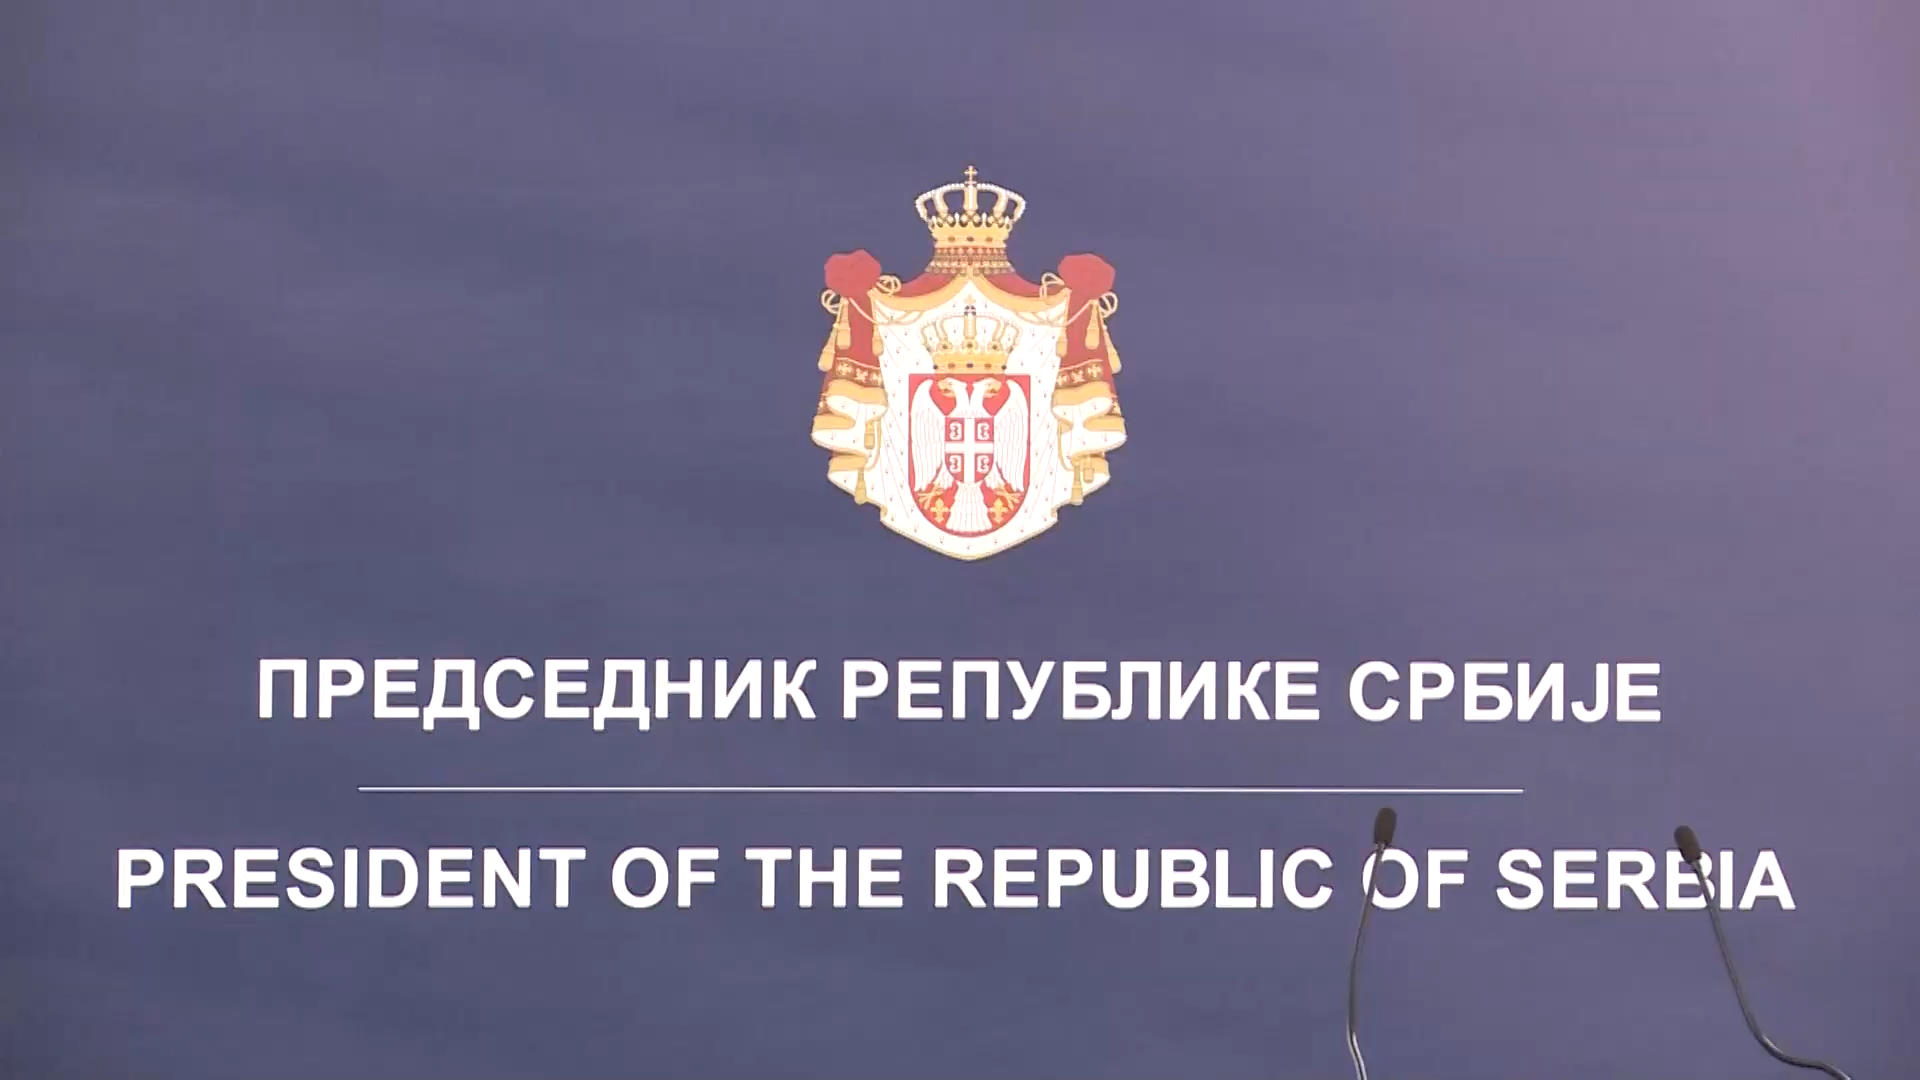 ПРЕДСЕДНИК РЕПУБЛИКЕ СРБИЈЕ
PRESIDENT OF THE REPUBLIC OF SERBIA